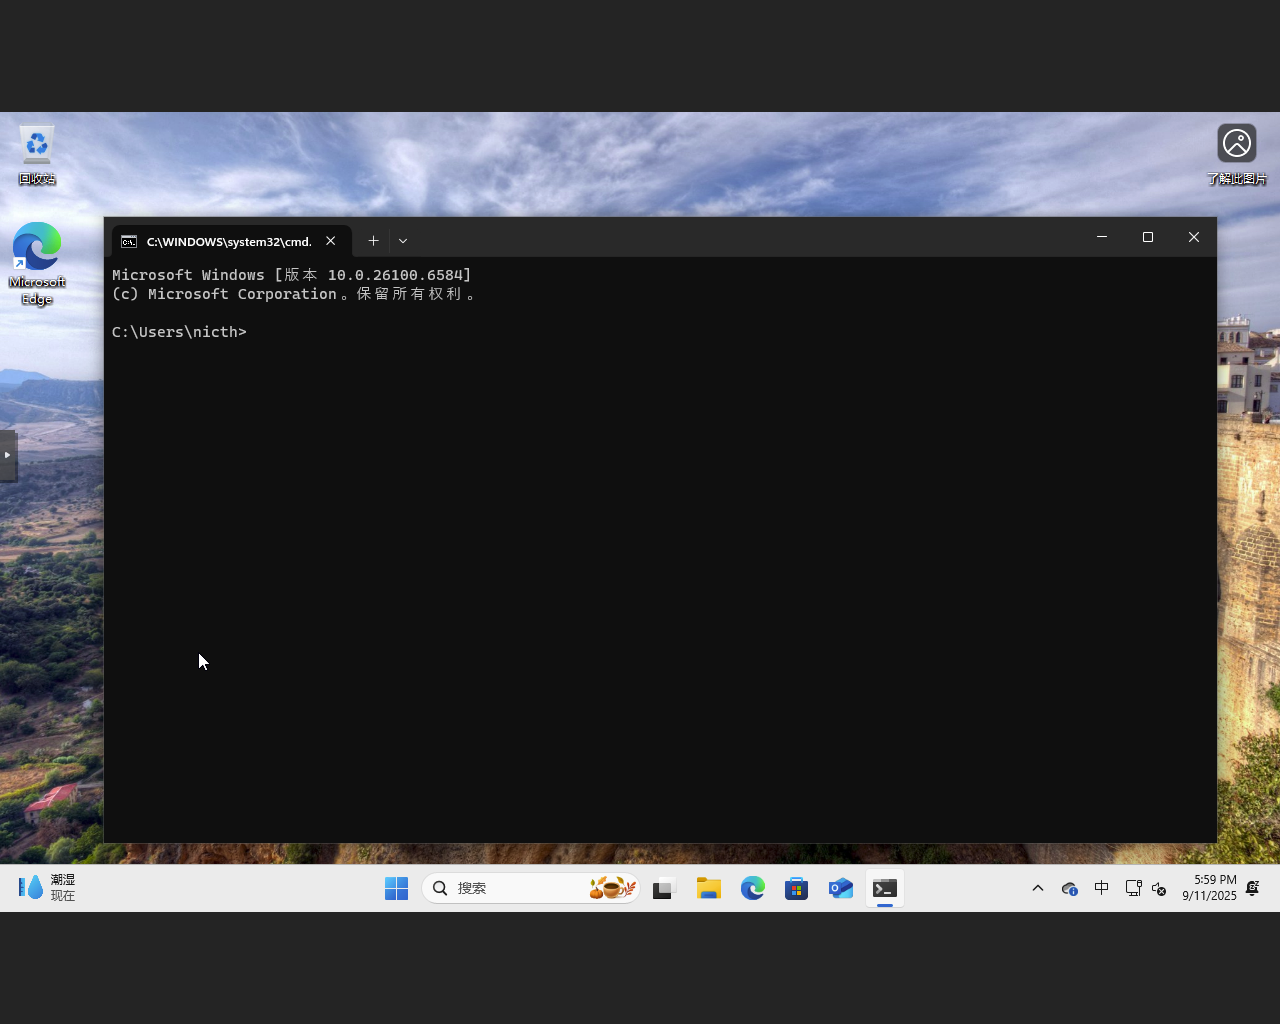 回收站
了解此图片
Microsoft
Edge
C:\WINDOWS\system32\cmd.
Microsoft Windows [版本 10.0.26100.6584]
(c) Microsoft Corporation。保留所有权利。
C:\Users\nicth>
潮湿
现在
搜索
中
5:59 PM
9/11/2025